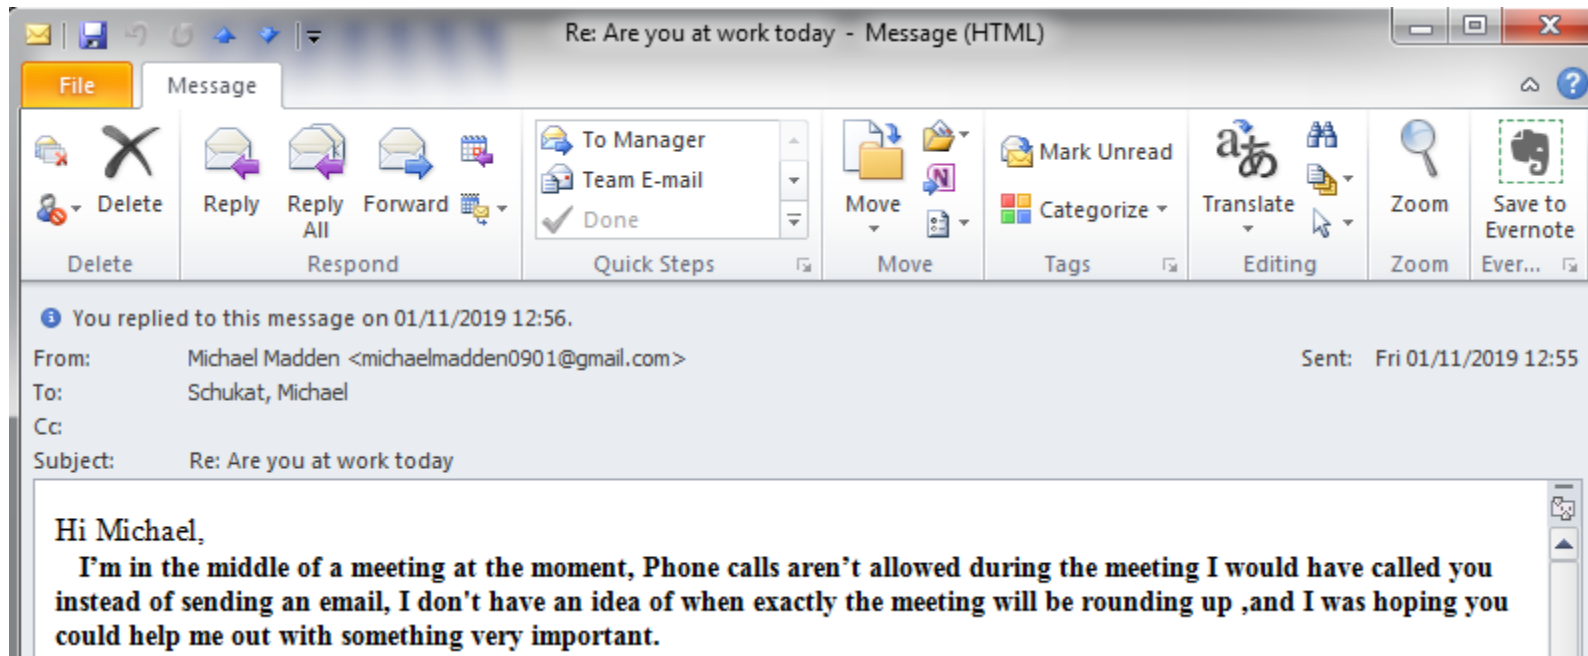 Re: Are you at work today - Message (HTML)
File Message
To Manager
Team E-mail
Done
Delete Reply Reply All Forward
Move
Mark Unread
Categorize
Translate
Zoom
Save to Evernote
Delete Respond Quick Steps Move Tags Editing Zoom Ever...
You replied to this message on 01/11/2019 12:56.
From: Michael Madden <michaelmadden0901@gmail.com> Sent: Fri 01/11/2019 12:55
To: Schukat, Michael
Cc:
Subject: Re: Are you at work today
Hi Michael,
I’m in the middle of a meeting at the moment, Phone calls aren’t allowed during the meeting I would have called you
instead of sending an email, I don't have an idea of when exactly the meeting will be rounding up ,and I was hoping you
could help me out with something very important.